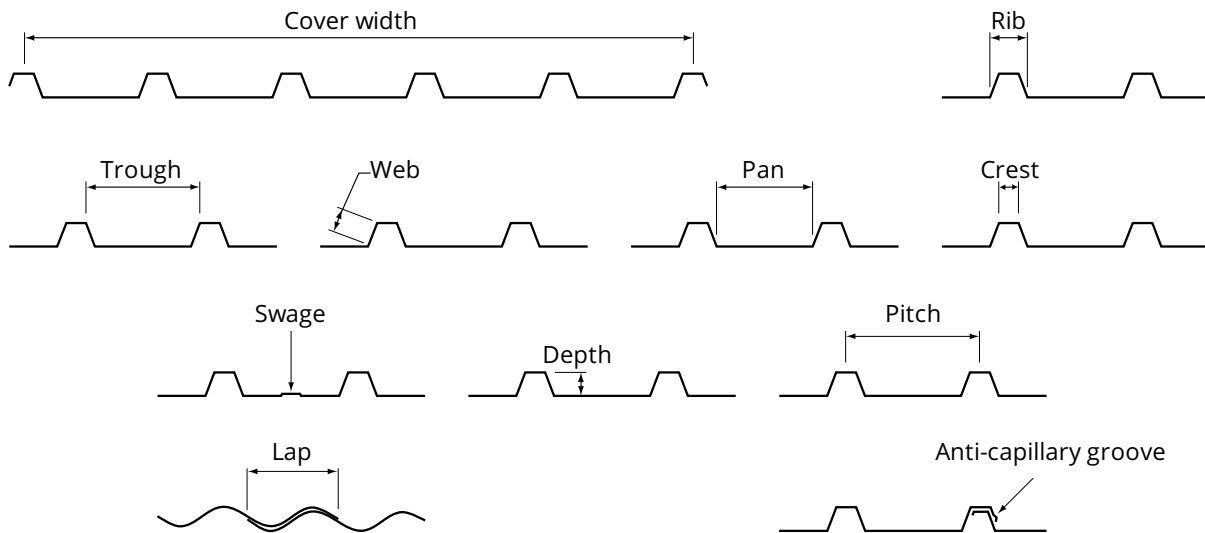 Cover width
Rib
Trough
Web
Pan
Crest
Swage
Depth
Pitch
Lap
Anti-capillary groove